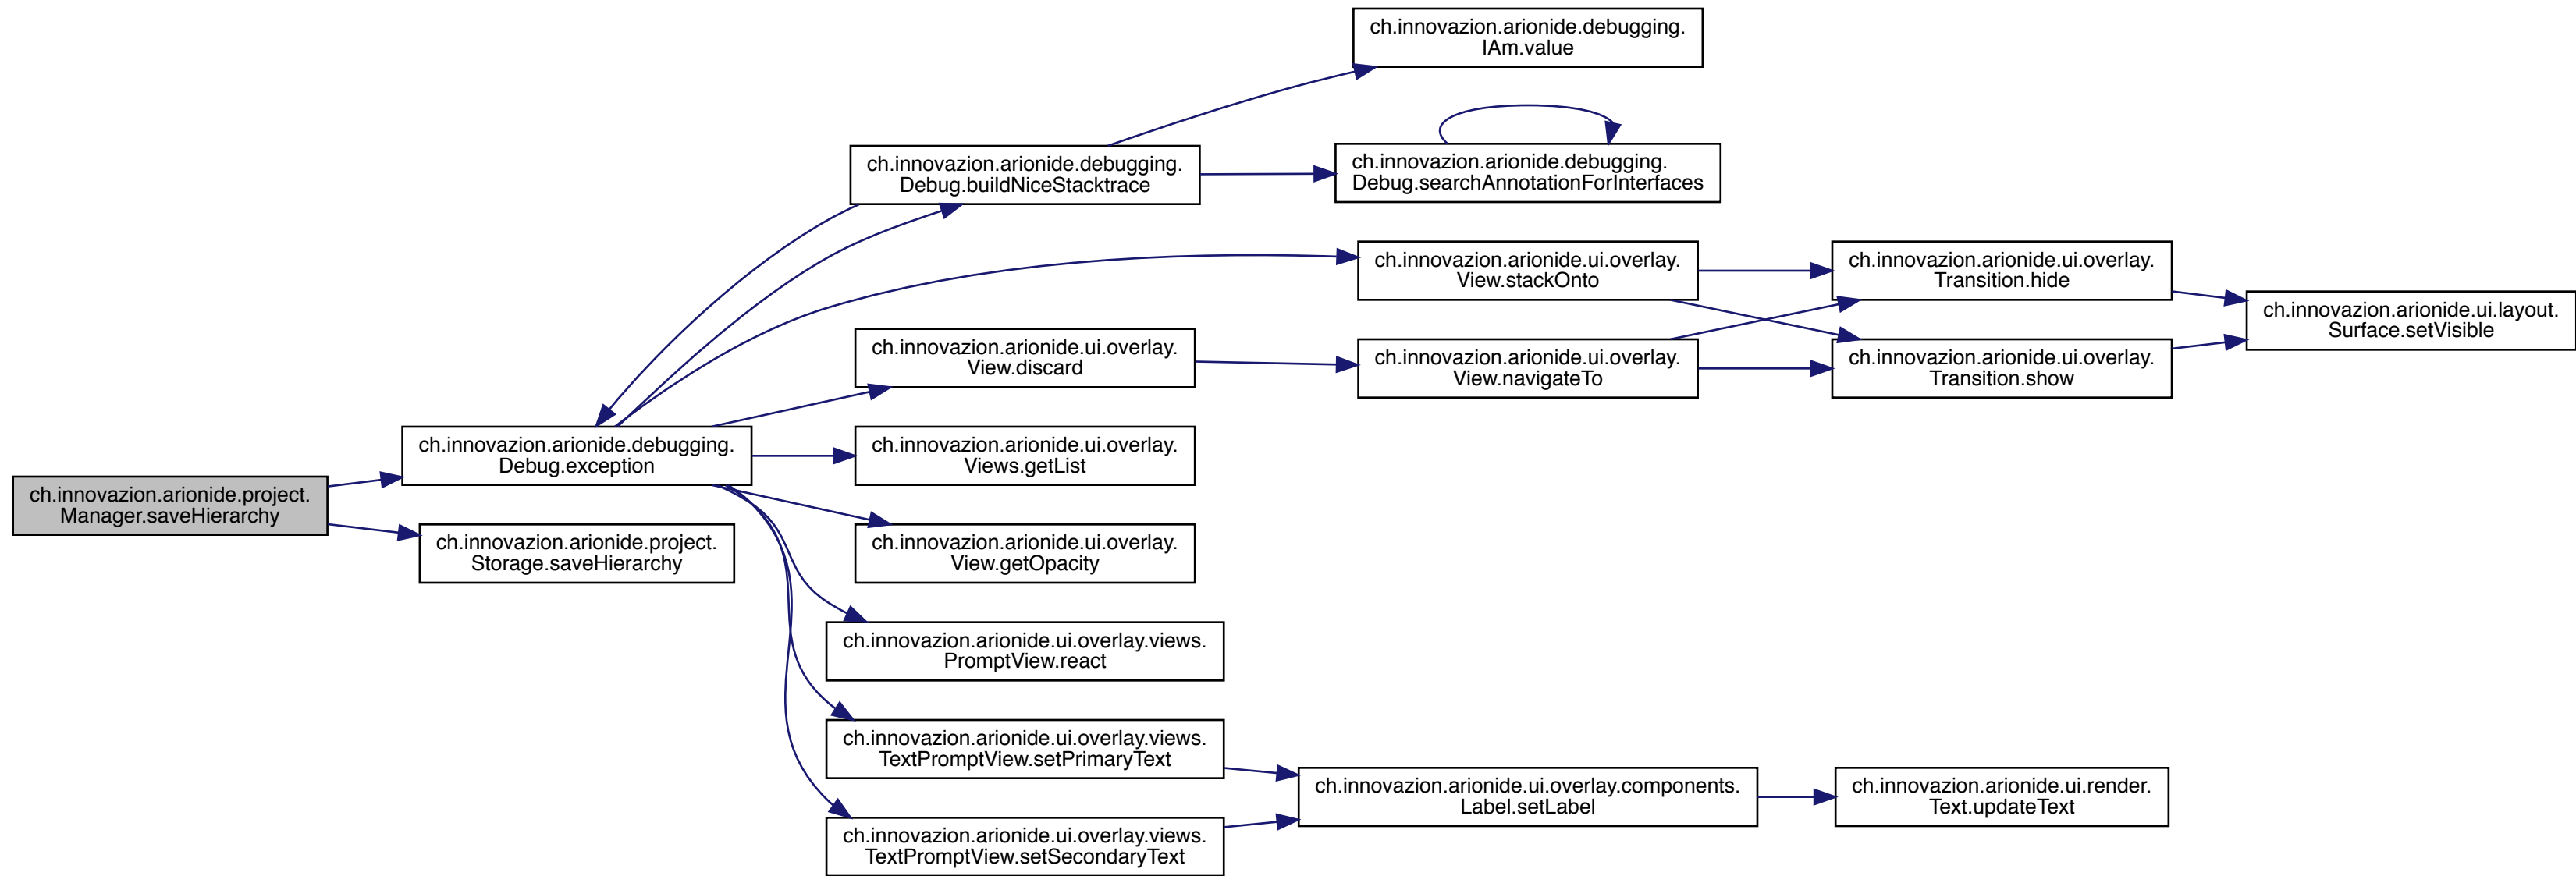 ch.innovazion.arionide.project.
Manager.saveHierarchy
ch.innovazion.arionide.debugging.
Debug.exception
ch.innovazion.arionide.project.
Storage.saveHierarchy
ch.innovazion.arionide.debugging.
Debug.buildNiceStacktrace
ch.innovazion.arionide.ui.overlay.
View.discard
ch.innovazion.arionide.ui.overlay.
Views.getList
ch.innovazion.arionide.ui.overlay.
View.getOpacity
ch.innovazion.arionide.ui.overlay.views.
PromptView.react
ch.innovazion.arionide.ui.overlay.views.
TextPromptView.setPrimaryText
ch.innovazion.arionide.ui.overlay.views.
TextPromptView.setSecondaryText
ch.innovazion.arionide.debugging.
IAm.value
ch.innovazion.arionide.debugging.
Debug.searchAnnotationForInterfaces
ch.innovazion.arionide.ui.overlay.
View.stackOnto
ch.innovazion.arionide.ui.overlay.
View.navigateTo
ch.innovazion.arionide.ui.overlay.components.
Label.setLabel
ch.innovazion.arionide.ui.overlay.
Transition.hide
ch.innovazion.arionide.ui.overlay.
Transition.show
ch.innovazion.arionide.ui.render.
Text.updateText
ch.innovazion.arionide.ui.layout.
Surface.setVisible